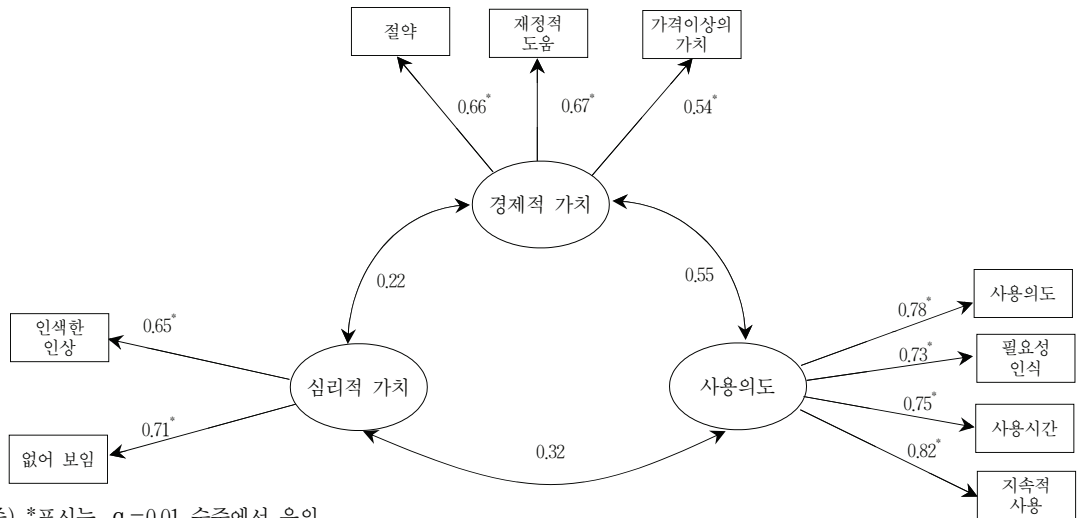 절약
재정적
도움
가격이상의
가치
0.66*
0.67*
0.54*
경제적 가치
0.22
0.55
인색한
인상
0.65*
심리적 가치
없어 보임
0.71*
0.32
사용의도
0.78*
사용의도
0.73*
필요성
인식
0.75*
사용시간
0.82*
지속적
사용
*표시는 α=0.01 수준에서 유의